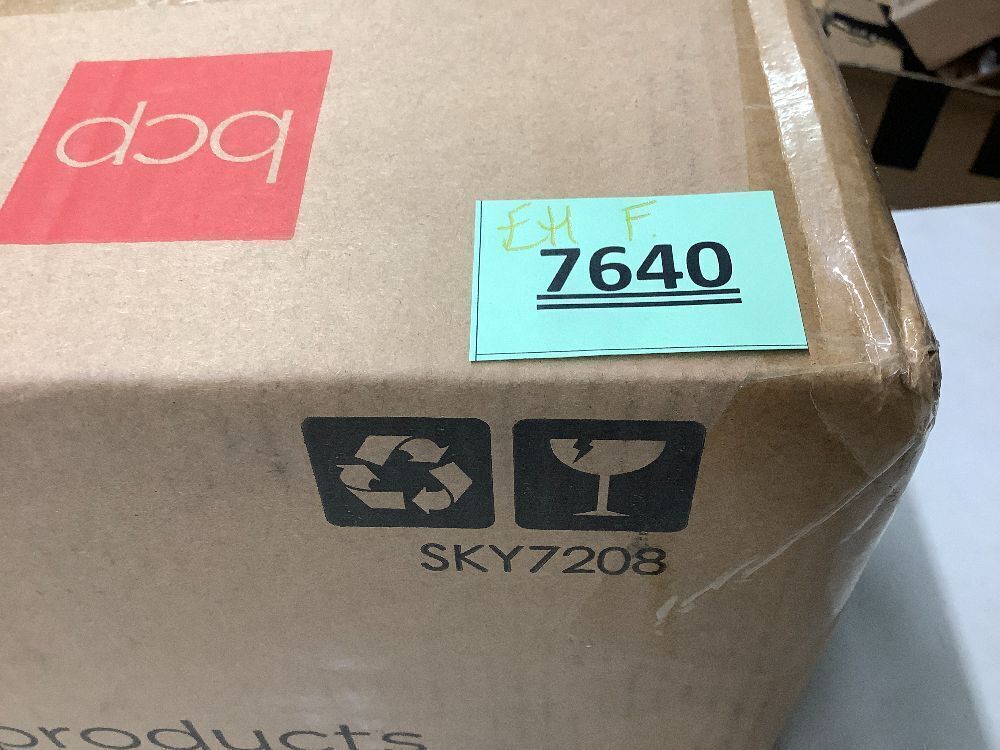 bcp
EH F.
7640
SKY7208
products